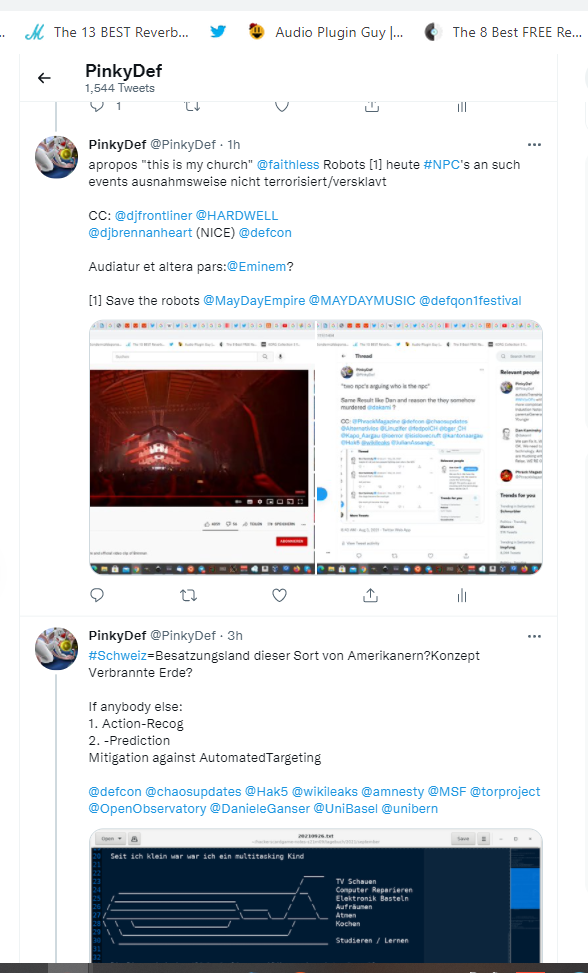 The 13 BEST Reverb...
Audio Plugin Guy |...
The 8 Best FREE Re...
PinkyDef
1,544 Tweets
1
PinkyDef @PinkyDef · 1h
apropos "this is my church" @faithless Robots [1] heute #NPC's an such
events ausnahmsweise nicht terrorisiert/versklavt
CC: @djfrontliner @HARDWELL
@djbrennanheart (NICE) @defcon
Audiatur et altera pars:@Eminem?
[1] Save the robots @MayDayEmpire @MAYDAYMUSIC @defqon1festival
Thread
PinkyDef
Relevant people
"two npc's arguing who is the npc"
Same Result like Dan and reason the they somehow
murdered
Trends for you
PinkyDef @PinkyDef · 3h
#Schweiz=Besatzungsland dieser Sort von Amerikanern?Konzept
Verbrannte Erde?
If anybody else:
1. Action-Recog
2. -Prediction
Mitigation against AutomatedTargeting
@defcon @chaosupdates @Hak5 @wikileaks @amnesty @MSF @torproject
@OpenObservatory @DanieleGanser @UniBasel @unibern
Open
20210826.txt
Save
Seit ich klein war war ich ein multitasking Kind
TV Schauen
Computer Reparieren
Elektronik Basteln
Aufräumen
Atmen
Kochen
Studieren / Lernen